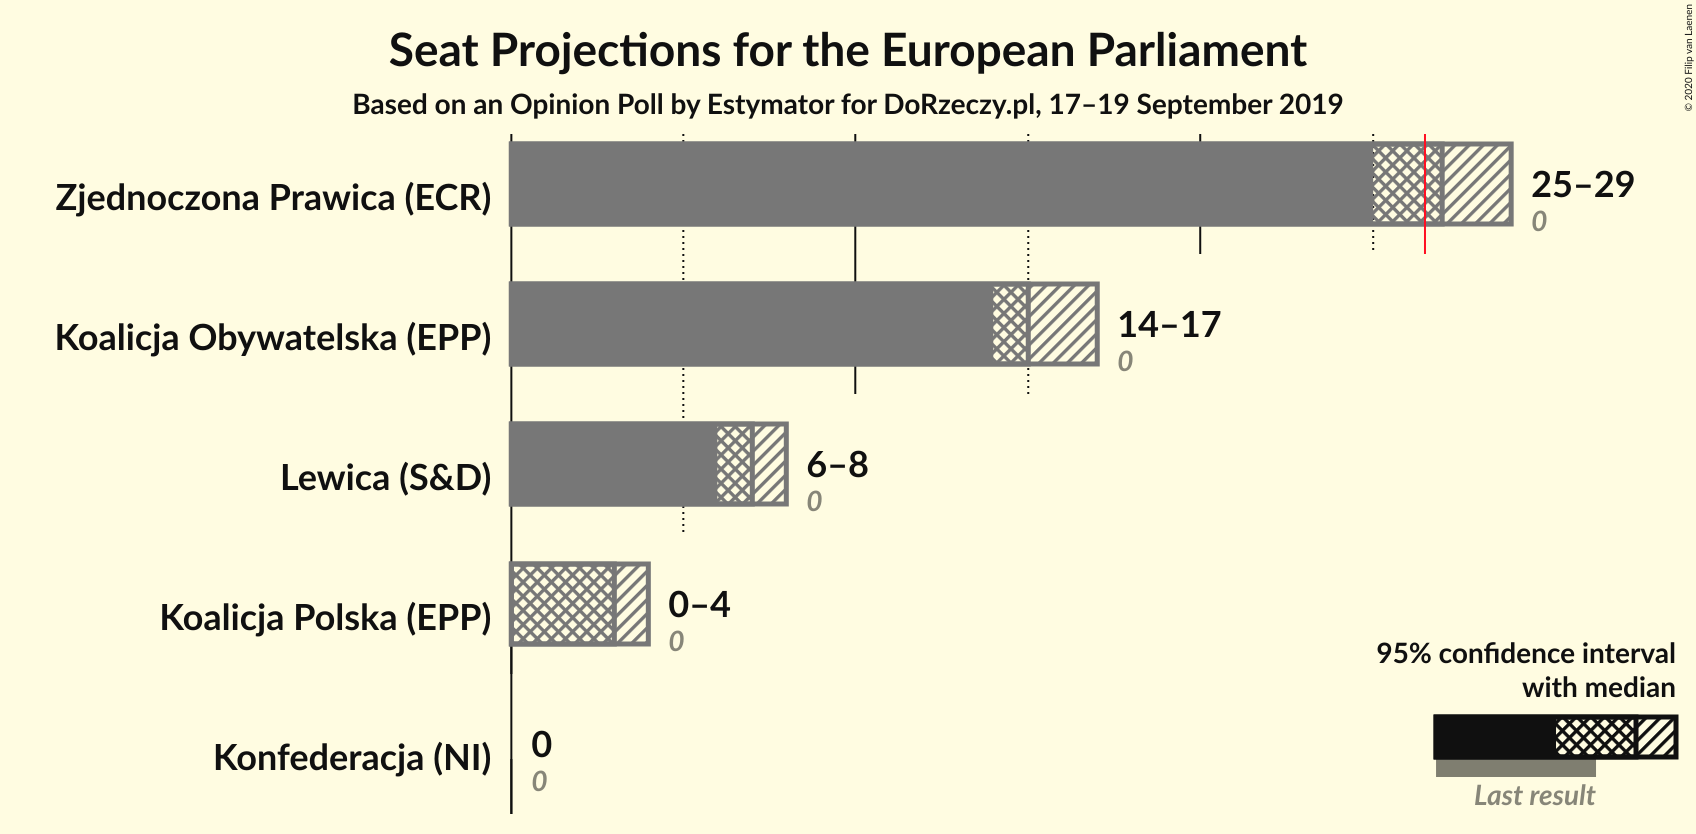 Seat Projections for the European Parliament
Based on an Opinion Poll by Estymator for DoRzeczy.pl, 17–19 September 2019
© 2020 Filip van Laenen
Zjednoczona Prawica (ECR)
25–29
0
Koalicja Obywatelska (EPP)
14–17
0
Lewica (S&D)
6–8
0
Koalicja Polska (EPP)
0–4
0
Konfederacja (NI)
0
0
95% confidence interval
with median
Last result